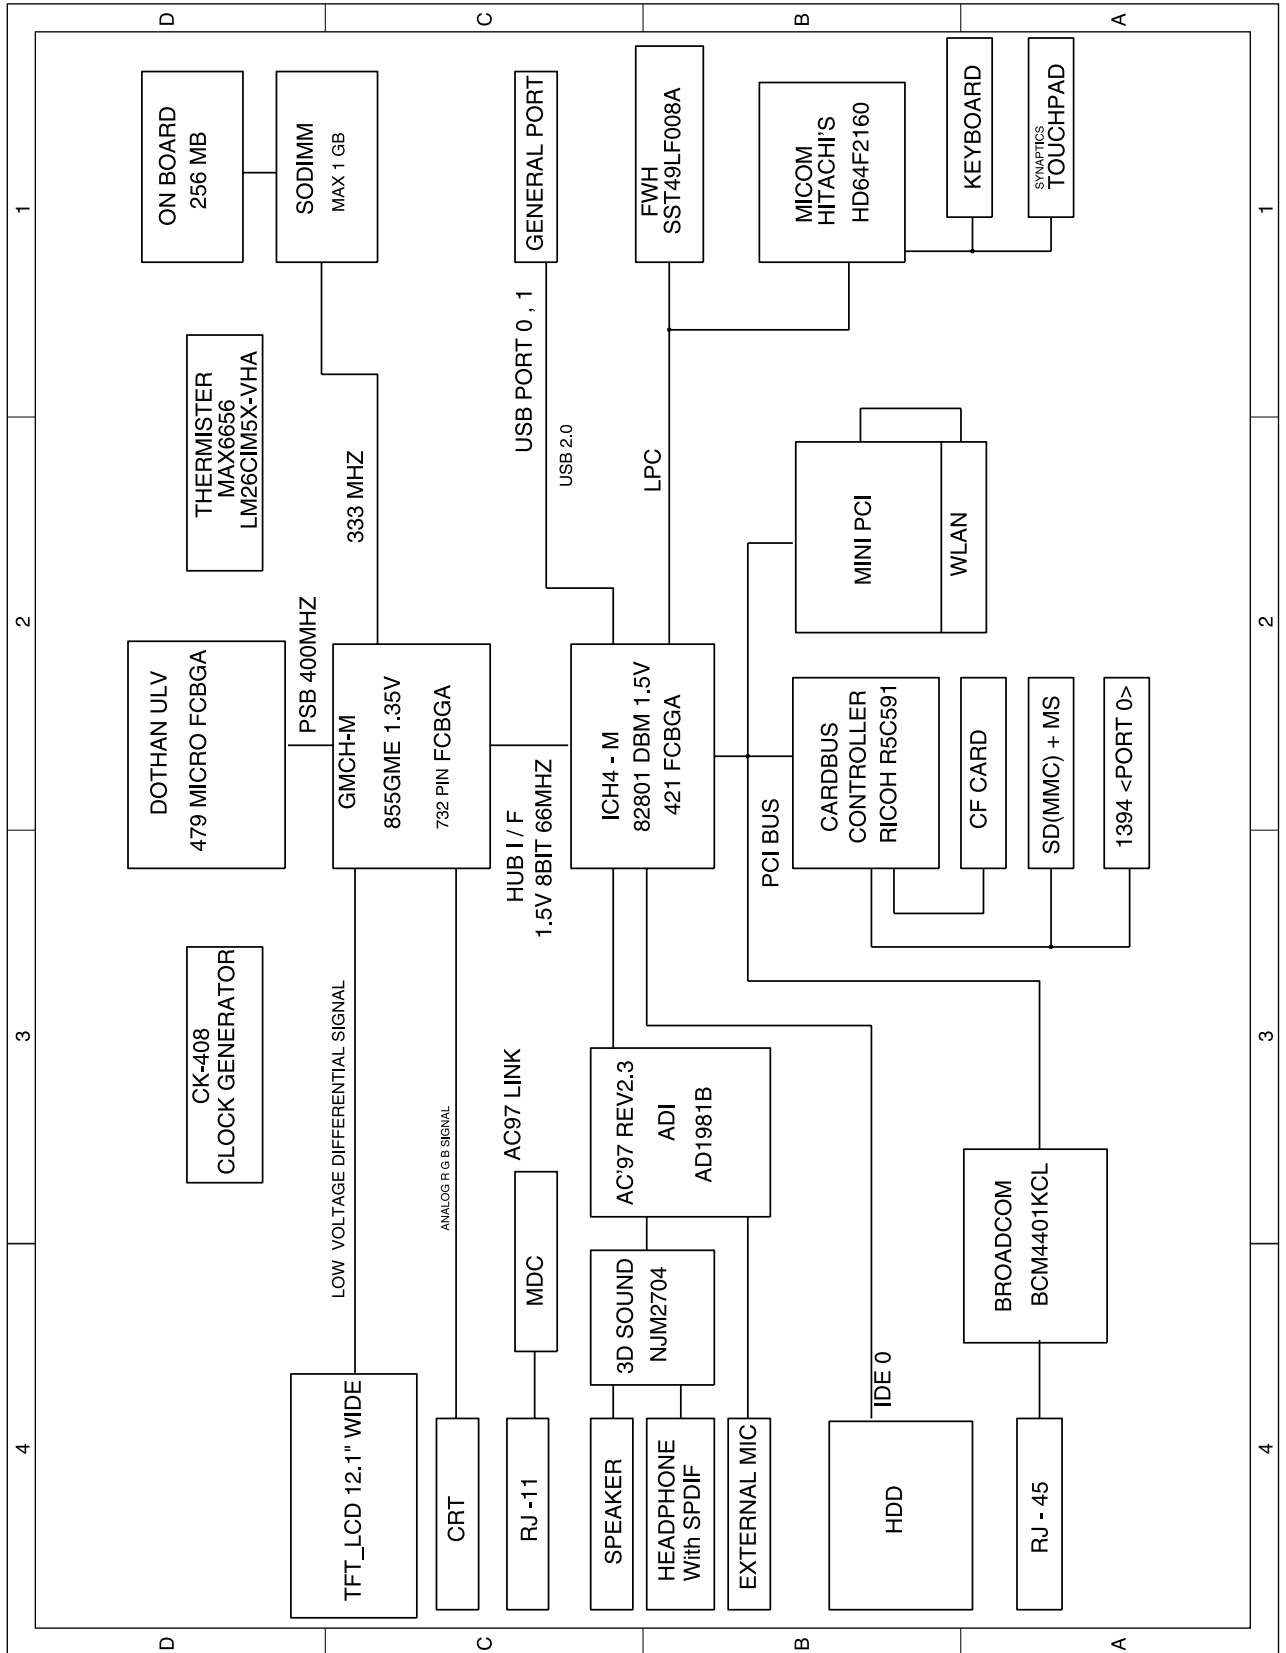 4
3
2
1
D
D
C
C
B
B
A
A
4
3
2
1
CK-408
CLOCK GENERATOR
DOTHAN ULV
479 MICRO FCBGA
THERMISTER
MAX6656
LM26CIM5X-VHA
ON BOARD
256 MB
PSB 400MHZ
TFT_LCD 12.1" WIDE
LOW VOLTAGE DIFFERENTIAL SIGNAL
GMCH-M
855GME 1.35V
732 PIN FCBGA
333 MHZ
SODIMM
MAX 1 GB
CRT
ANALOG R G B SIGNAL
HUB I / F
1.5V 8BIT 66MHZ
RJ -11
MDC
AC97 LINK
USB PORT 0 , 1
USB 2.0
GENERAL PORT
SPEAKER
HEADPHONE
With SPDIF
EXTERNAL MIC
3D SOUND
NJM2704
AC'97 REV2.3
ADI
AD1981B
ICH4 - M
82801 DBM 1.5V
421 FCBGA
LPC
FWH
SST49LF008A
PCI BUS
MICOM
HITACHI'S
HD64F2160
HDD
IDE 0
CARDBUS
CONTROLLER
RICOH R5C591
MINI PCI
WLAN
KEYBOARD
SYNAPTICS
TOUCHPAD
CF CARD
SD(MMC) + MS
1394 <PORT 0>
RJ - 45
BROADCOM
BCM4401KCL